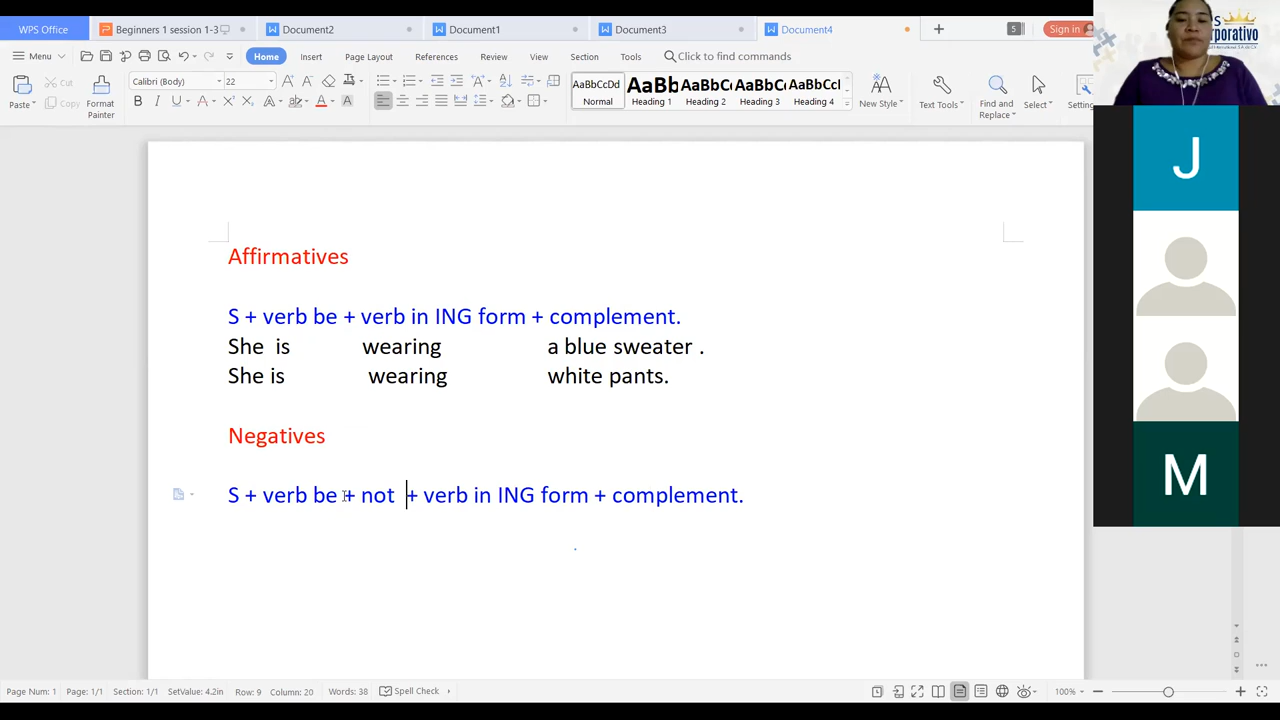 WPS Office
Beginners 1 session 1-3
Document2
Document1
Document3
Document4
S
Sign in
Menu
Home
Insert
Page Layout
References
Review
View
Section
Tools
Click to find commands
Paste
Cut
Copy
Format
Painter
Calibri (Body)
22
AaBbCcDd
Normal
AaBb
Heading 1
AaBbCc
Heading 2
AaBbC
Heading 3
AaBbCcl
Heading 4
New Style
Text Tools
Find and
Replace
Select
Affirmatives
S + verb be + verb in ING form + complement.
She is wearing a blue sweater .
She is wearing white pants.
Negatives
S + verb be + not + verb in ING form + complement.
J
M
Page Num: 1
Page: 1/1
Section: 1/1
SetValue: 4.2in
Row: 9
Column: 20
Words: 38
Spell Check
100%